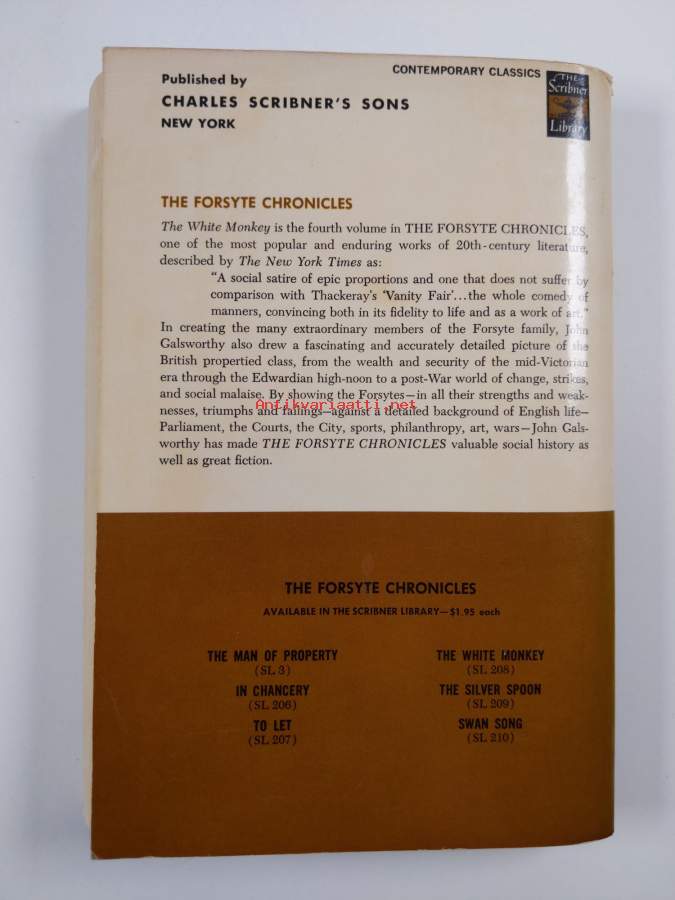 CONTEMPORARY CLASSICS
THE
Scribner
Library
Published by
CHARLES SCRIBNER'S SONS
NEW YORK
THE FORSYTE CHRONICLES
The White Monkey is the fourth volume in THE FORSYTE CHRONICLES,
one of the most popular and enduring works of 20th-century literature,
described by The New York Times as:
"A social satire of epic proportions and one that does not suffer by
comparison with Thackeray's 'Vanity Fair'...the whole comedy of
manners, convincing both in its fidelity to life and as a work of art."
In creating the many extraordinary members of the Forsyte family, John
Galsworthy also drew a fascinating and accurately detailed picture of the
British propertied class, from the wealth and security of the mid-Victorian
era through the Edwardian high-noon to a post-War world of change, strikes,
and social malaise. By showing the Forsytes—in all their strengths and weak-
nesses, triumphs and failings—against a detailed background of English life—
Parliament, the Courts, the City, sports, philanthropy, art, wars—John Gals-
worthy has made THE FORSYTE CHRONICLES valuable social history as
well as great fiction.
Antikvariaatti.net
THE FORSYTE CHRONICLES
AVAILABLE IN THE SCRIBNER LIBRARY—$1.95 each
THE MAN OF PROPERTY
(SL 3)
IN CHANCERY
(SL 206)
TO LET
(SL 207)
THE WHITE MONKEY
(SL 208)
THE SILVER SPOON
(SL 209)
SWAN SONG
(SL 210)